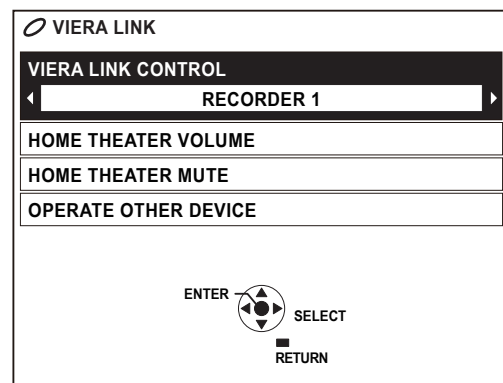 VIERA LINK
VIERA LINK CONTROL
RECORDER 1
HOME THEATER VOLUME
HOME THEATER MUTE
OPERATE OTHER DEVICE
ENTER
SELECT
RETURN